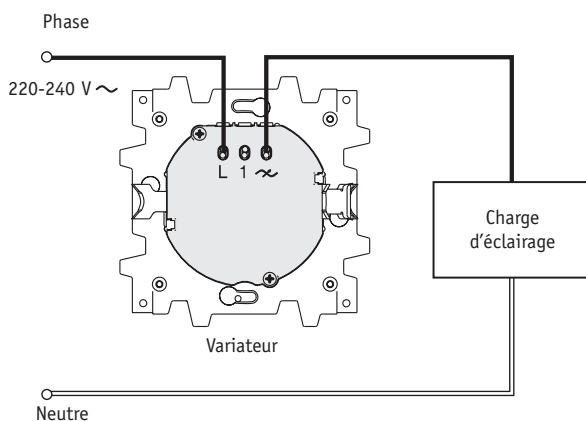 Phase
220-240 V ~
L 1
Charge
d'éclairage
Variateur
Neutre